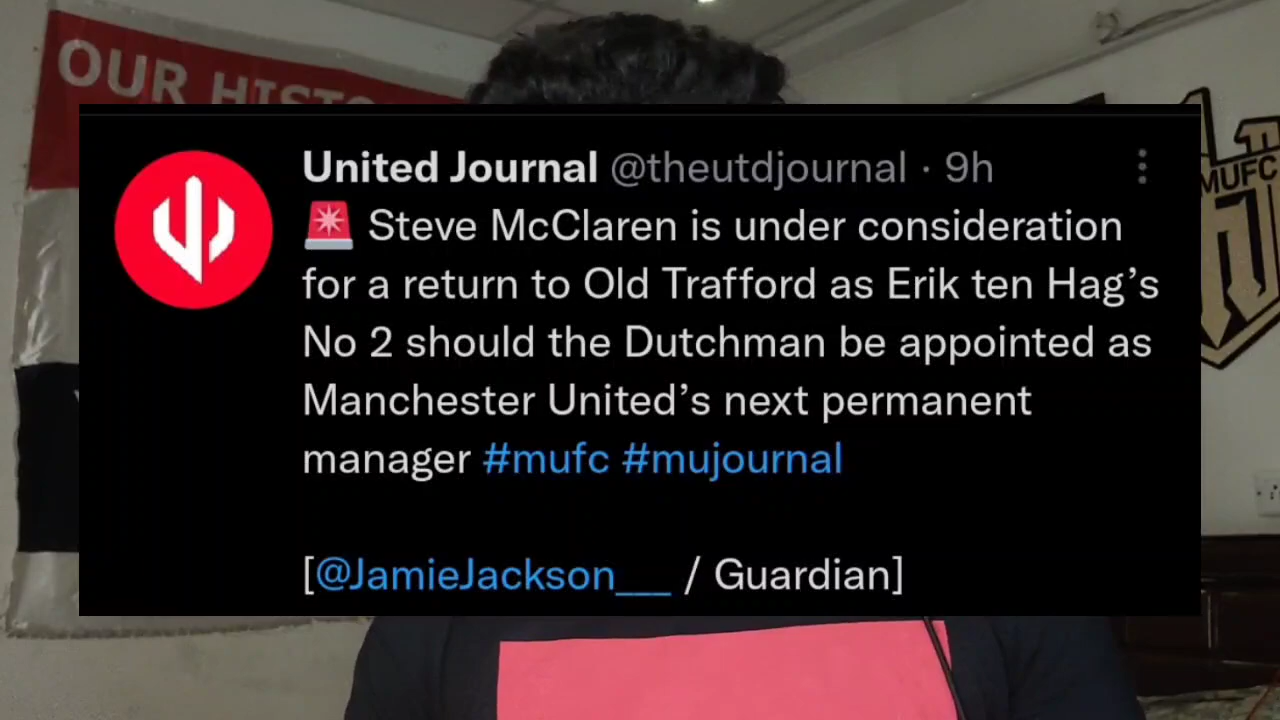 OUR HISTO
United Journal @theutdjournal · 9h
🚨 Steve McClaren is under consideration
for a return to Old Trafford as Erik ten Hag’s
No 2 should the Dutchman be appointed as
Manchester United’s next permanent
manager #mufc #mujournal
[@JamieJackson___ / Guardian]
MUFC